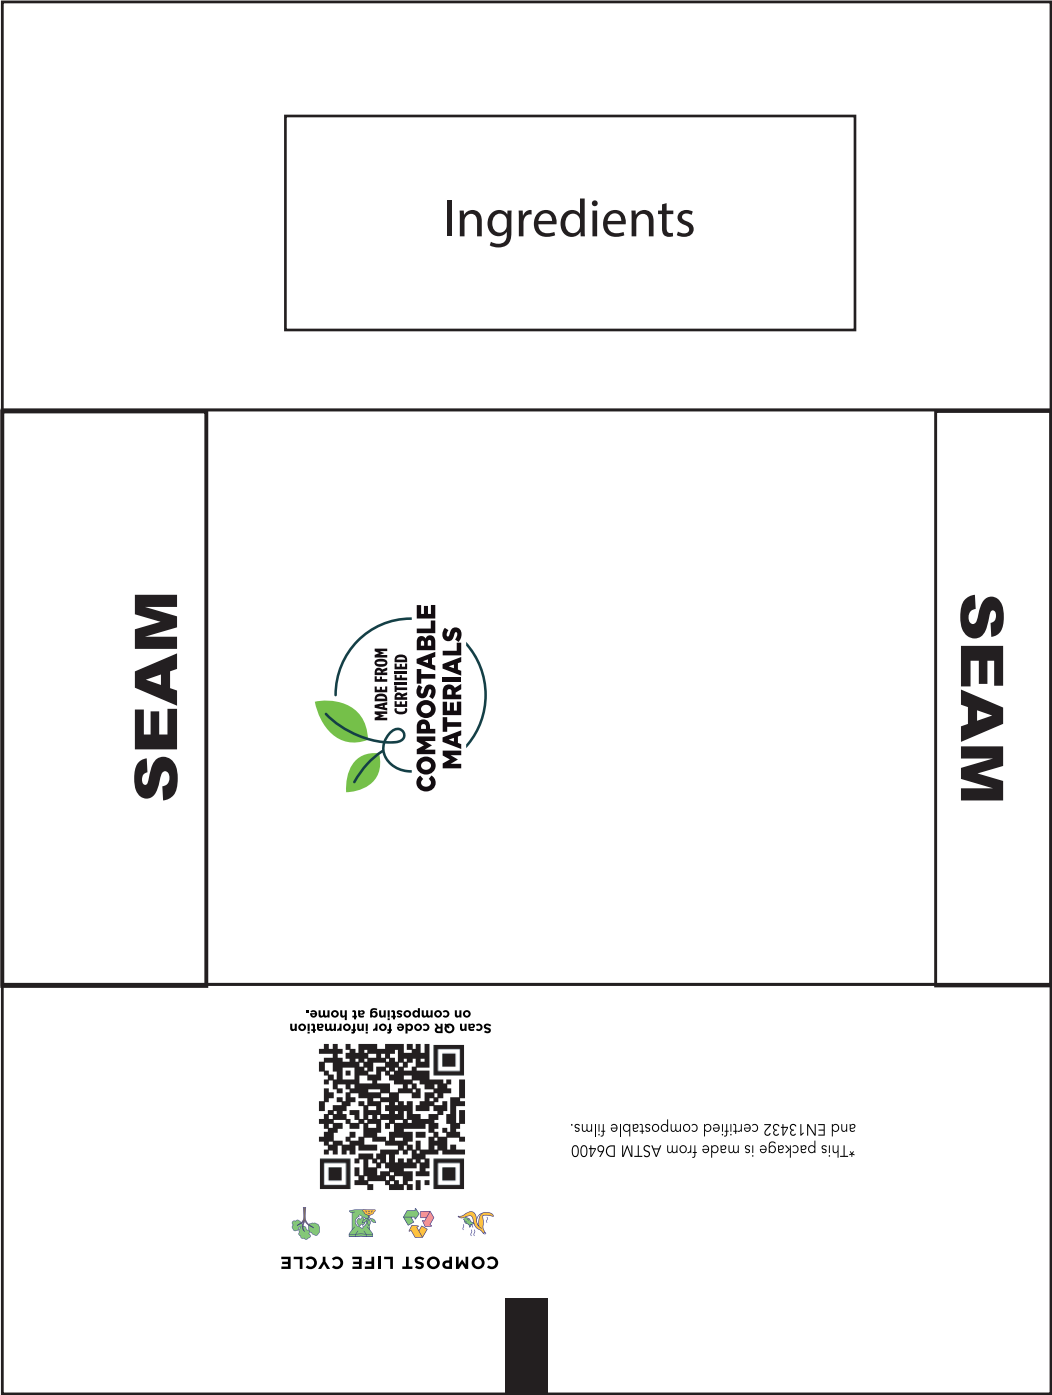 Ingredients
SEAM
MADE FROM
CERTIFIED
COMPOSTABLE
MATERIALS
SEAM
COMPOST LIFE CYCLE
Scan QR code for information
on composting at home.
*This package is made from ASTM D6400
and EN13432 certified compostable films.